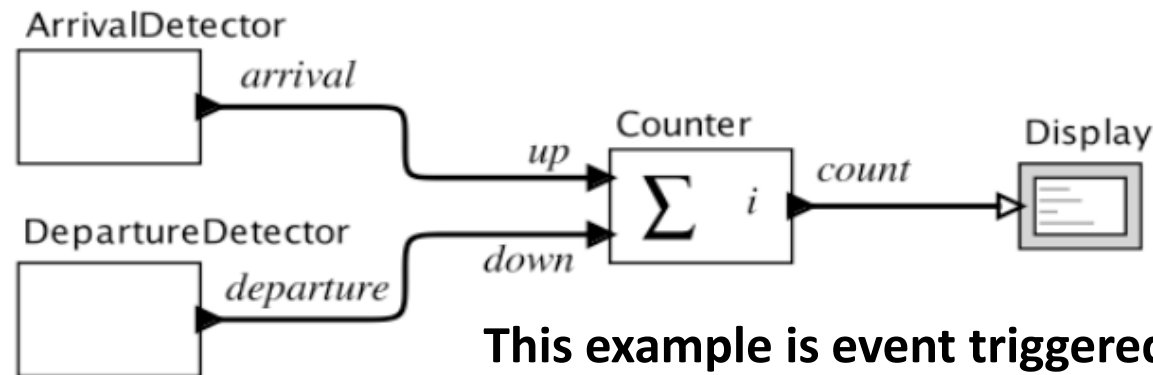 ArrivalDetector
arrival
up
Counter
Σ i
count
Display
DepartureDetector
departure
down
This example is event triggered